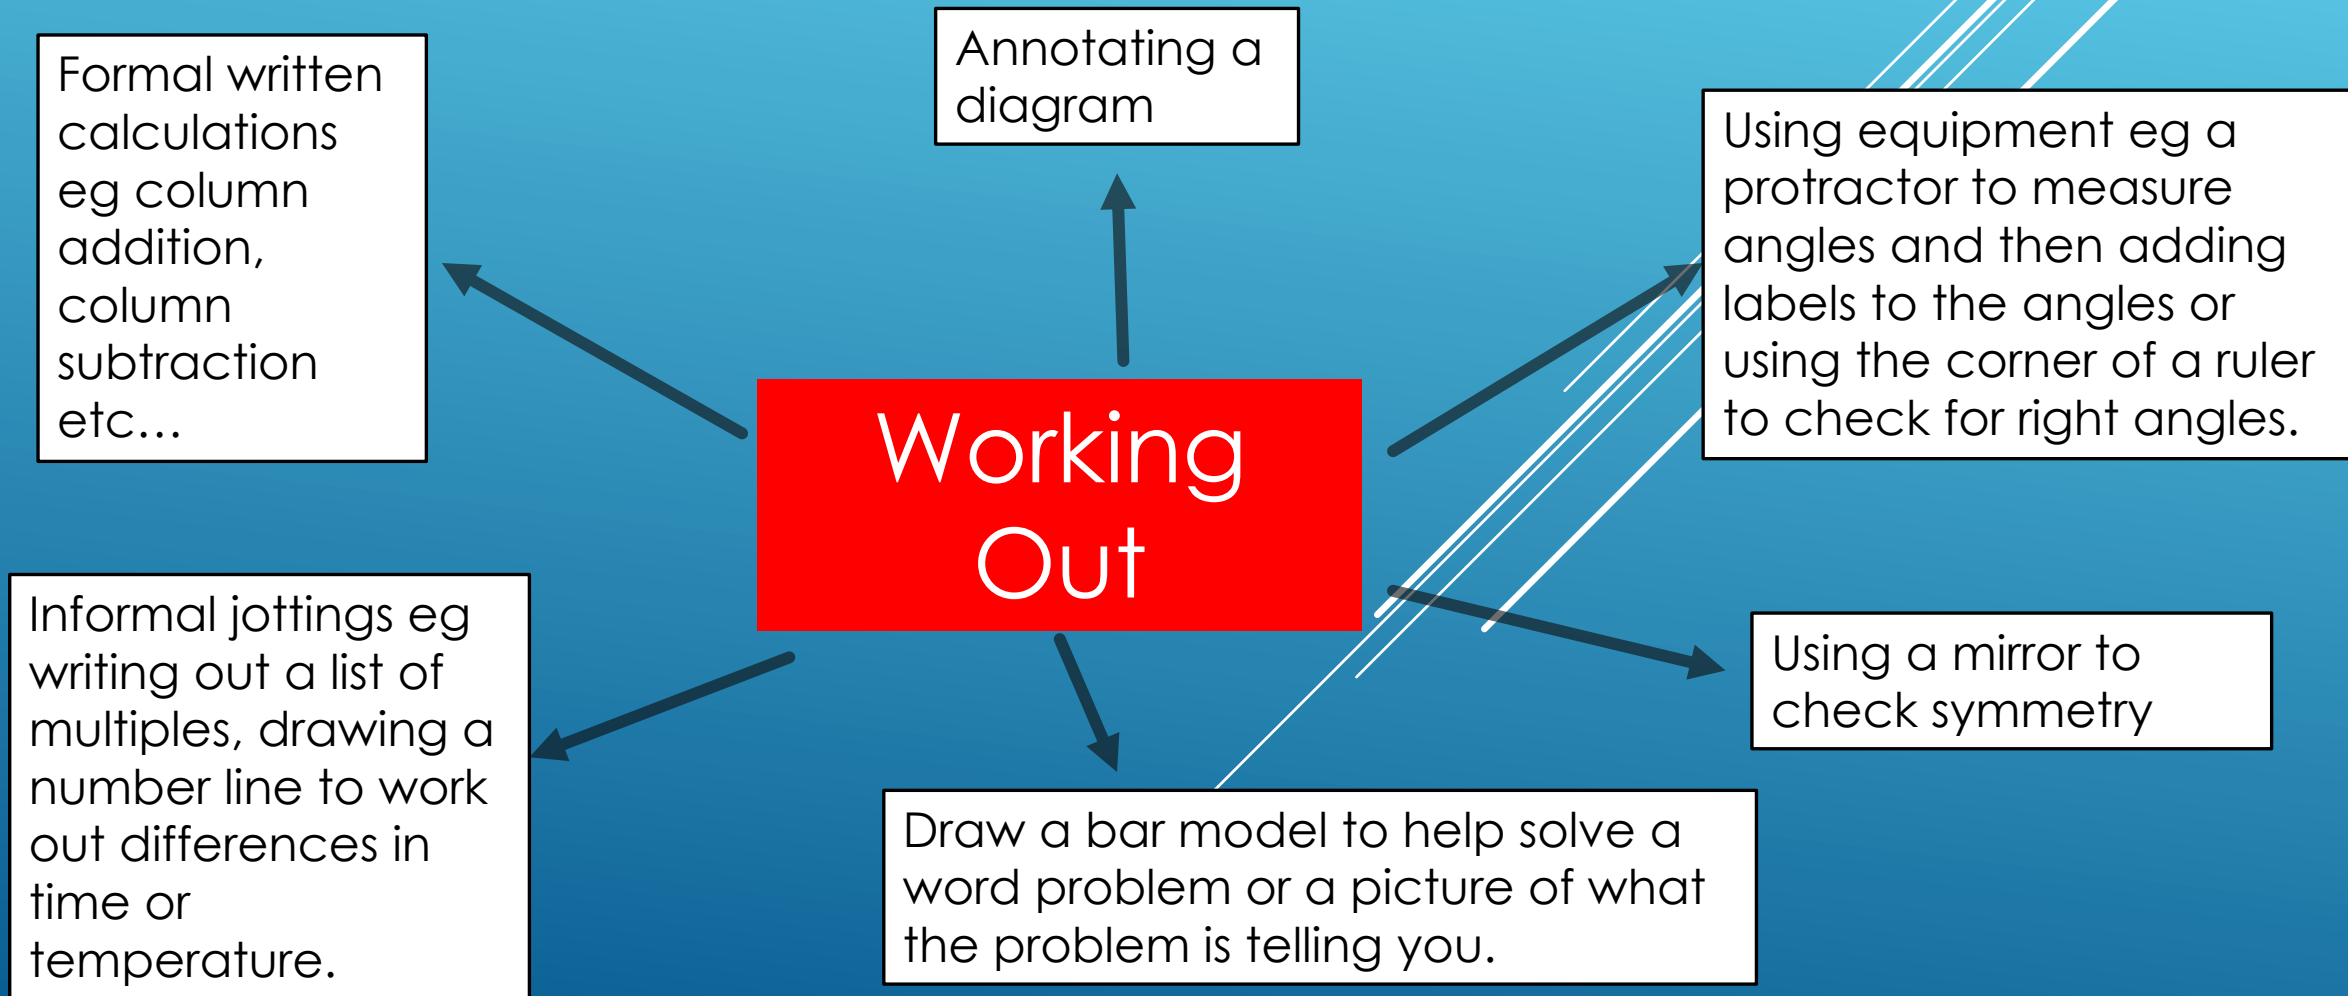 Formal written
calculations
eg column
addition,
column
subtraction
etc...
Annotating a
diagram
Using equipment eg a
protractor to measure
angles and then adding
labels to the angles or
using the corner of a ruler
to check for right angles.
Working
Out
Informal jottings eg
writing out a list of
multiples, drawing a
number line to work
out differences in
time or
temperature.
Draw a bar model to help solve a
word problem or a picture of what
the problem is telling you.
Using a mirror to
check symmetry